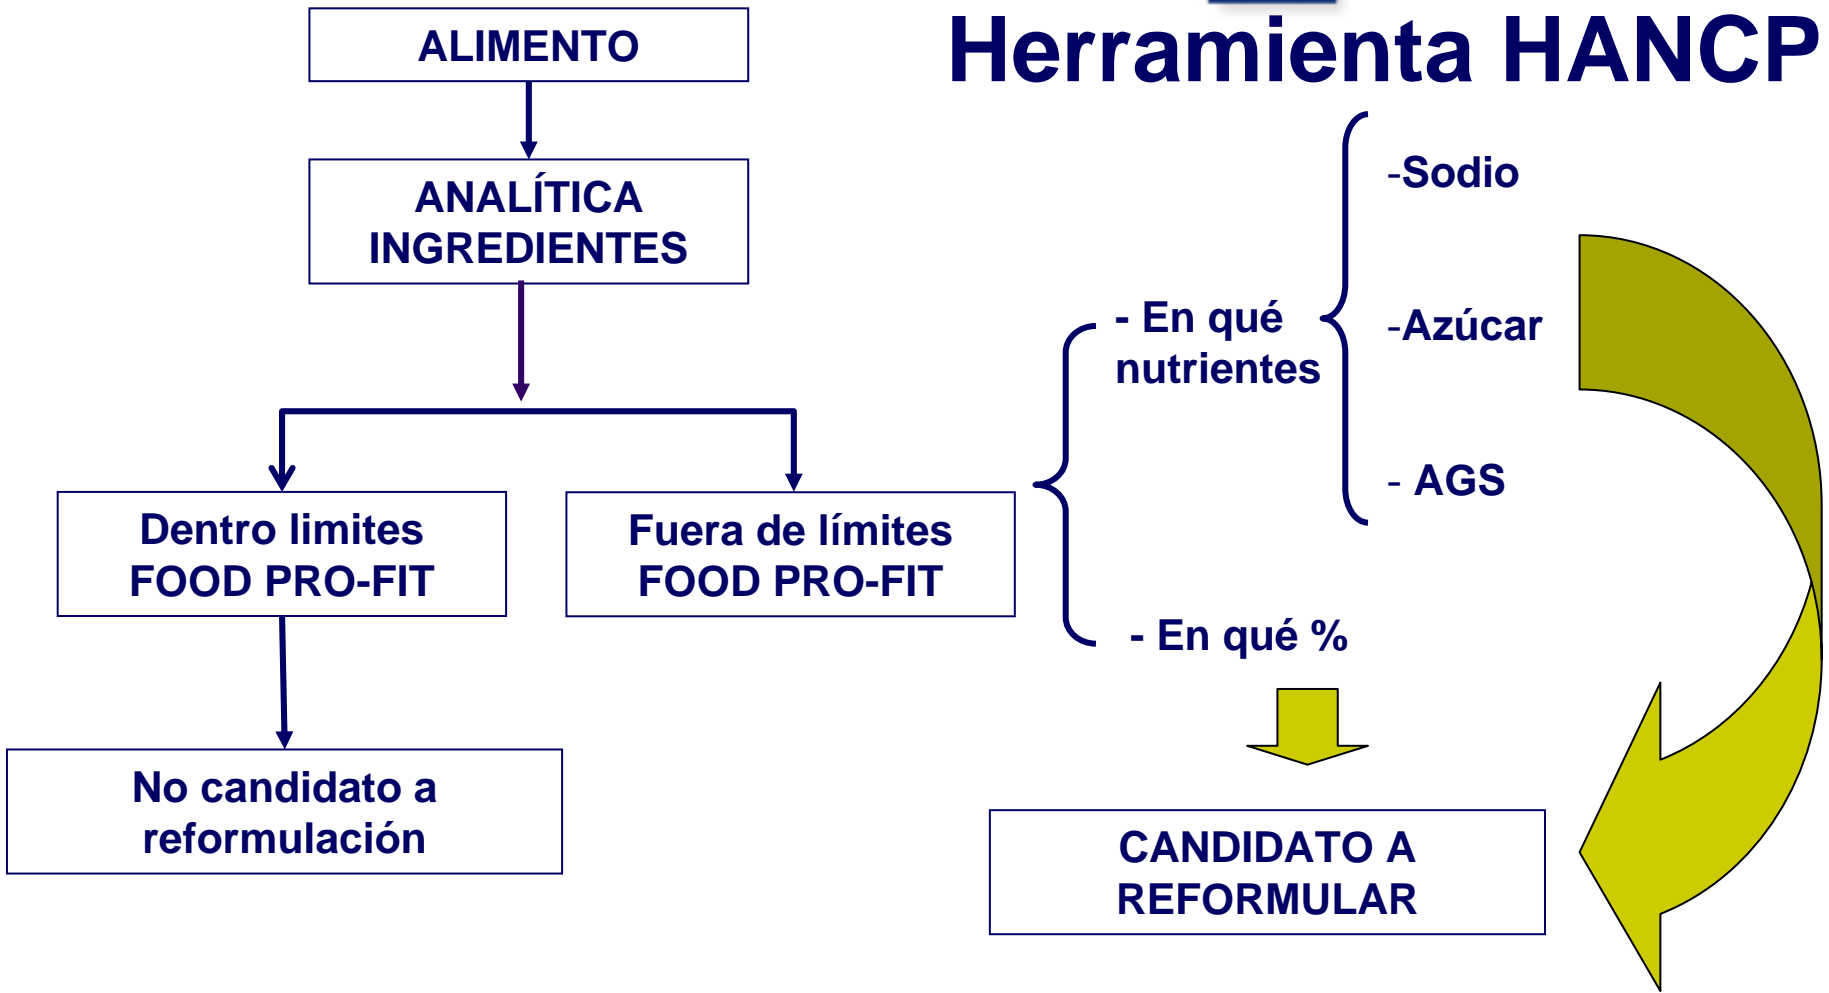 Herramienta HANCP
ALIMENTO
ANALÍTICA
INGREDIENTES
Dentro limites
FOOD PRO-FIT
Fuera de límites
FOOD PRO-FIT
- En qué
nutrientes
-Sodio
-Azúcar
- AGS
- En qué %
No candidato a
reformulación
CANDIDATO A
REFORMULAR